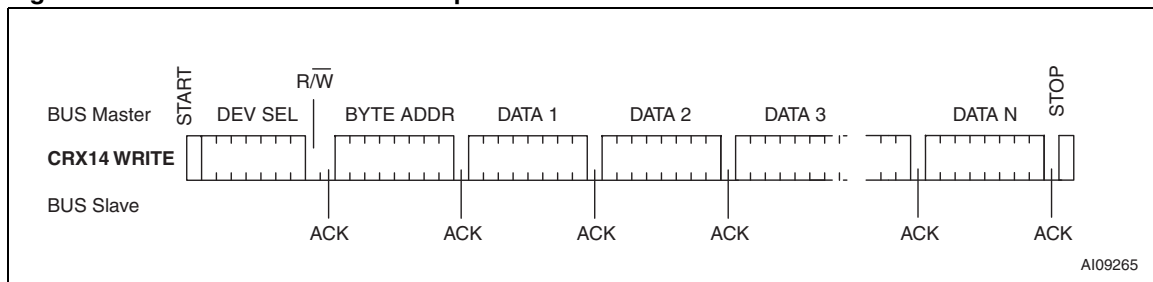 R/W̅
START
STOP
BUS Master
DEV SEL
BYTE ADDR
DATA 1
DATA 2
DATA 3
DATA N
CRX14 WRITE
BUS Slave
ACK
ACK
ACK
ACK
ACK
ACK
AI09265